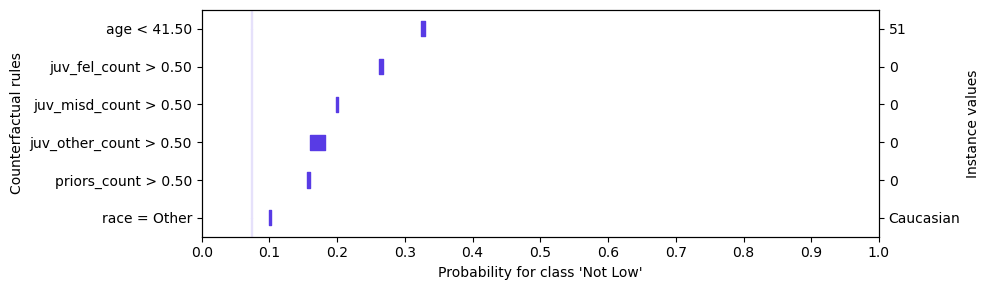 Counterfactual rules
age < 41.50
juv_fel_count > 0.50
juv_misd_count > 0.50
juv_other_count > 0.50
priors_count > 0.50
race = Other
51
0
0
0
0
Caucasian
Instance values
0.0 0.1 0.2 0.3 0.4 0.5 0.6 0.7 0.8 0.9 1.0
Probability for class 'Not Low'